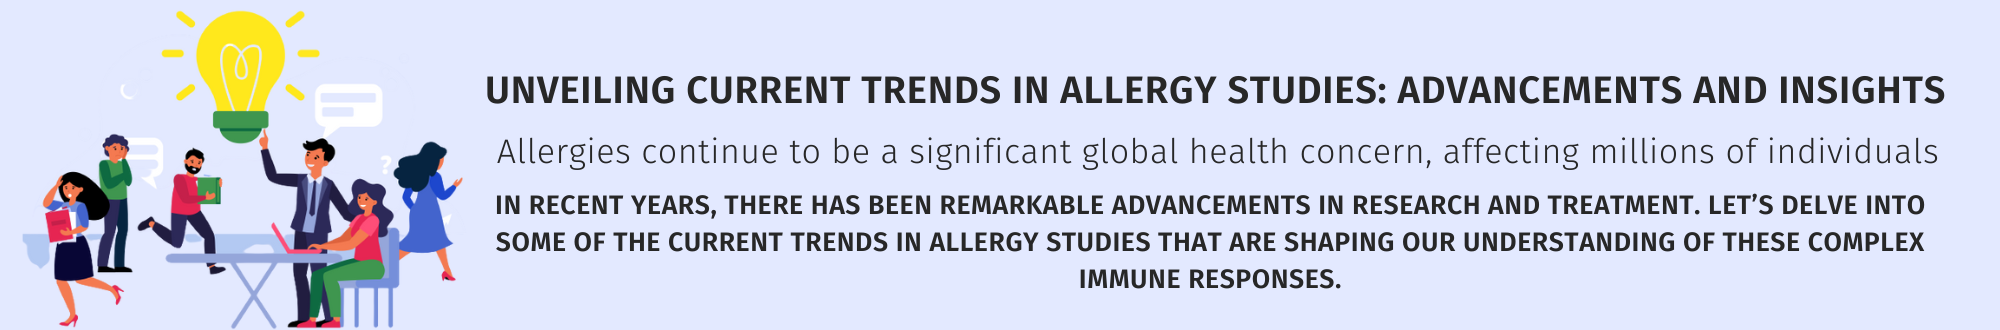 UNVEILING CURRENT TRENDS IN ALLERGY STUDIES: ADVANCEMENTS AND INSIGHTS
Allergies continue to be a significant global health concern, affecting millions of individuals
IN RECENT YEARS, THERE HAS BEEN REMARKABLE ADVANCEMENTS IN RESEARCH AND TREATMENT. LET’S DELVE INTO
SOME OF THE CURRENT TRENDS IN ALLERGY STUDIES THAT ARE SHAPING OUR UNDERSTANDING OF THESE COMPLEX
IMMUNE RESPONSES.
?